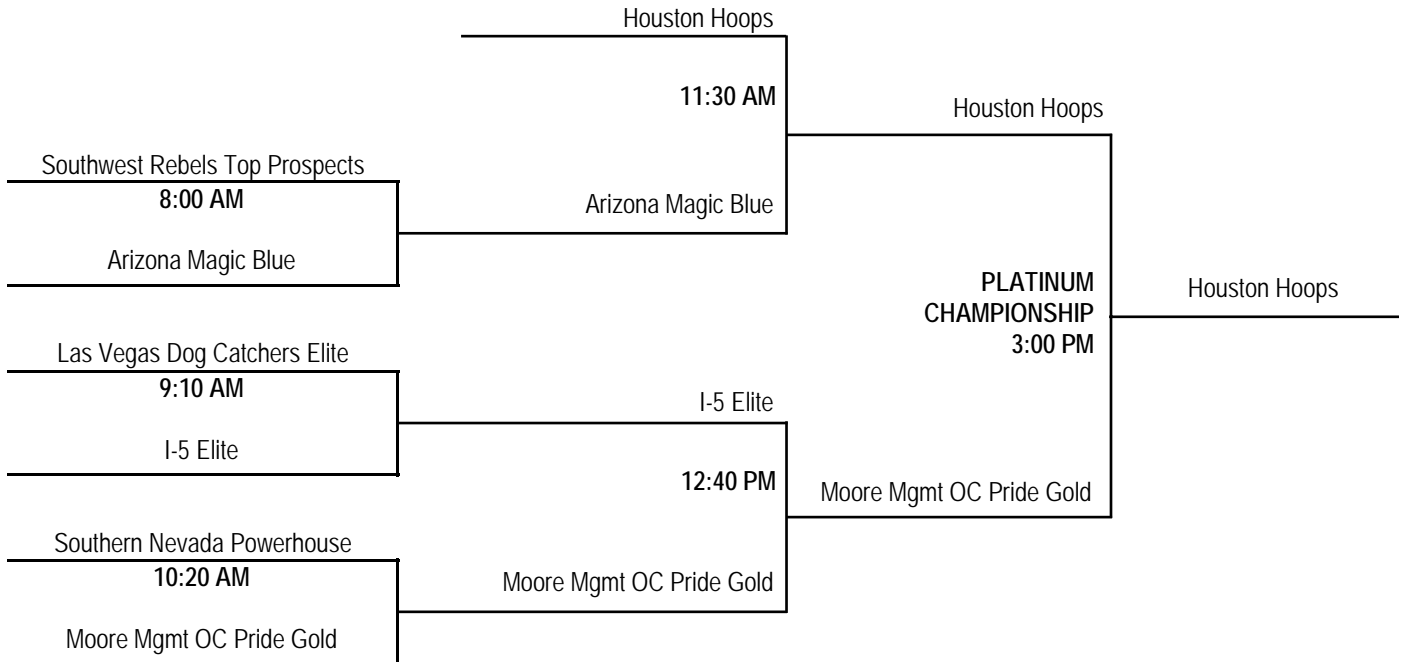 Houston Hoops
11:30 AM
Houston Hoops
Southwest Rebels Top Prospects
8:00 AM
Arizona Magic Blue
Arizona Magic Blue
PLATINUM
CHAMPIONSHIP
3:00 PM
Houston Hoops
Las Vegas Dog Catchers Elite
9:10 AM
I-5 Elite
I-5 Elite
12:40 PM
Moore Mgmt OC Pride Gold
Southern Nevada Powerhouse
10:20 AM
Moore Mgmt OC Pride Gold
Moore Mgmt OC Pride Gold